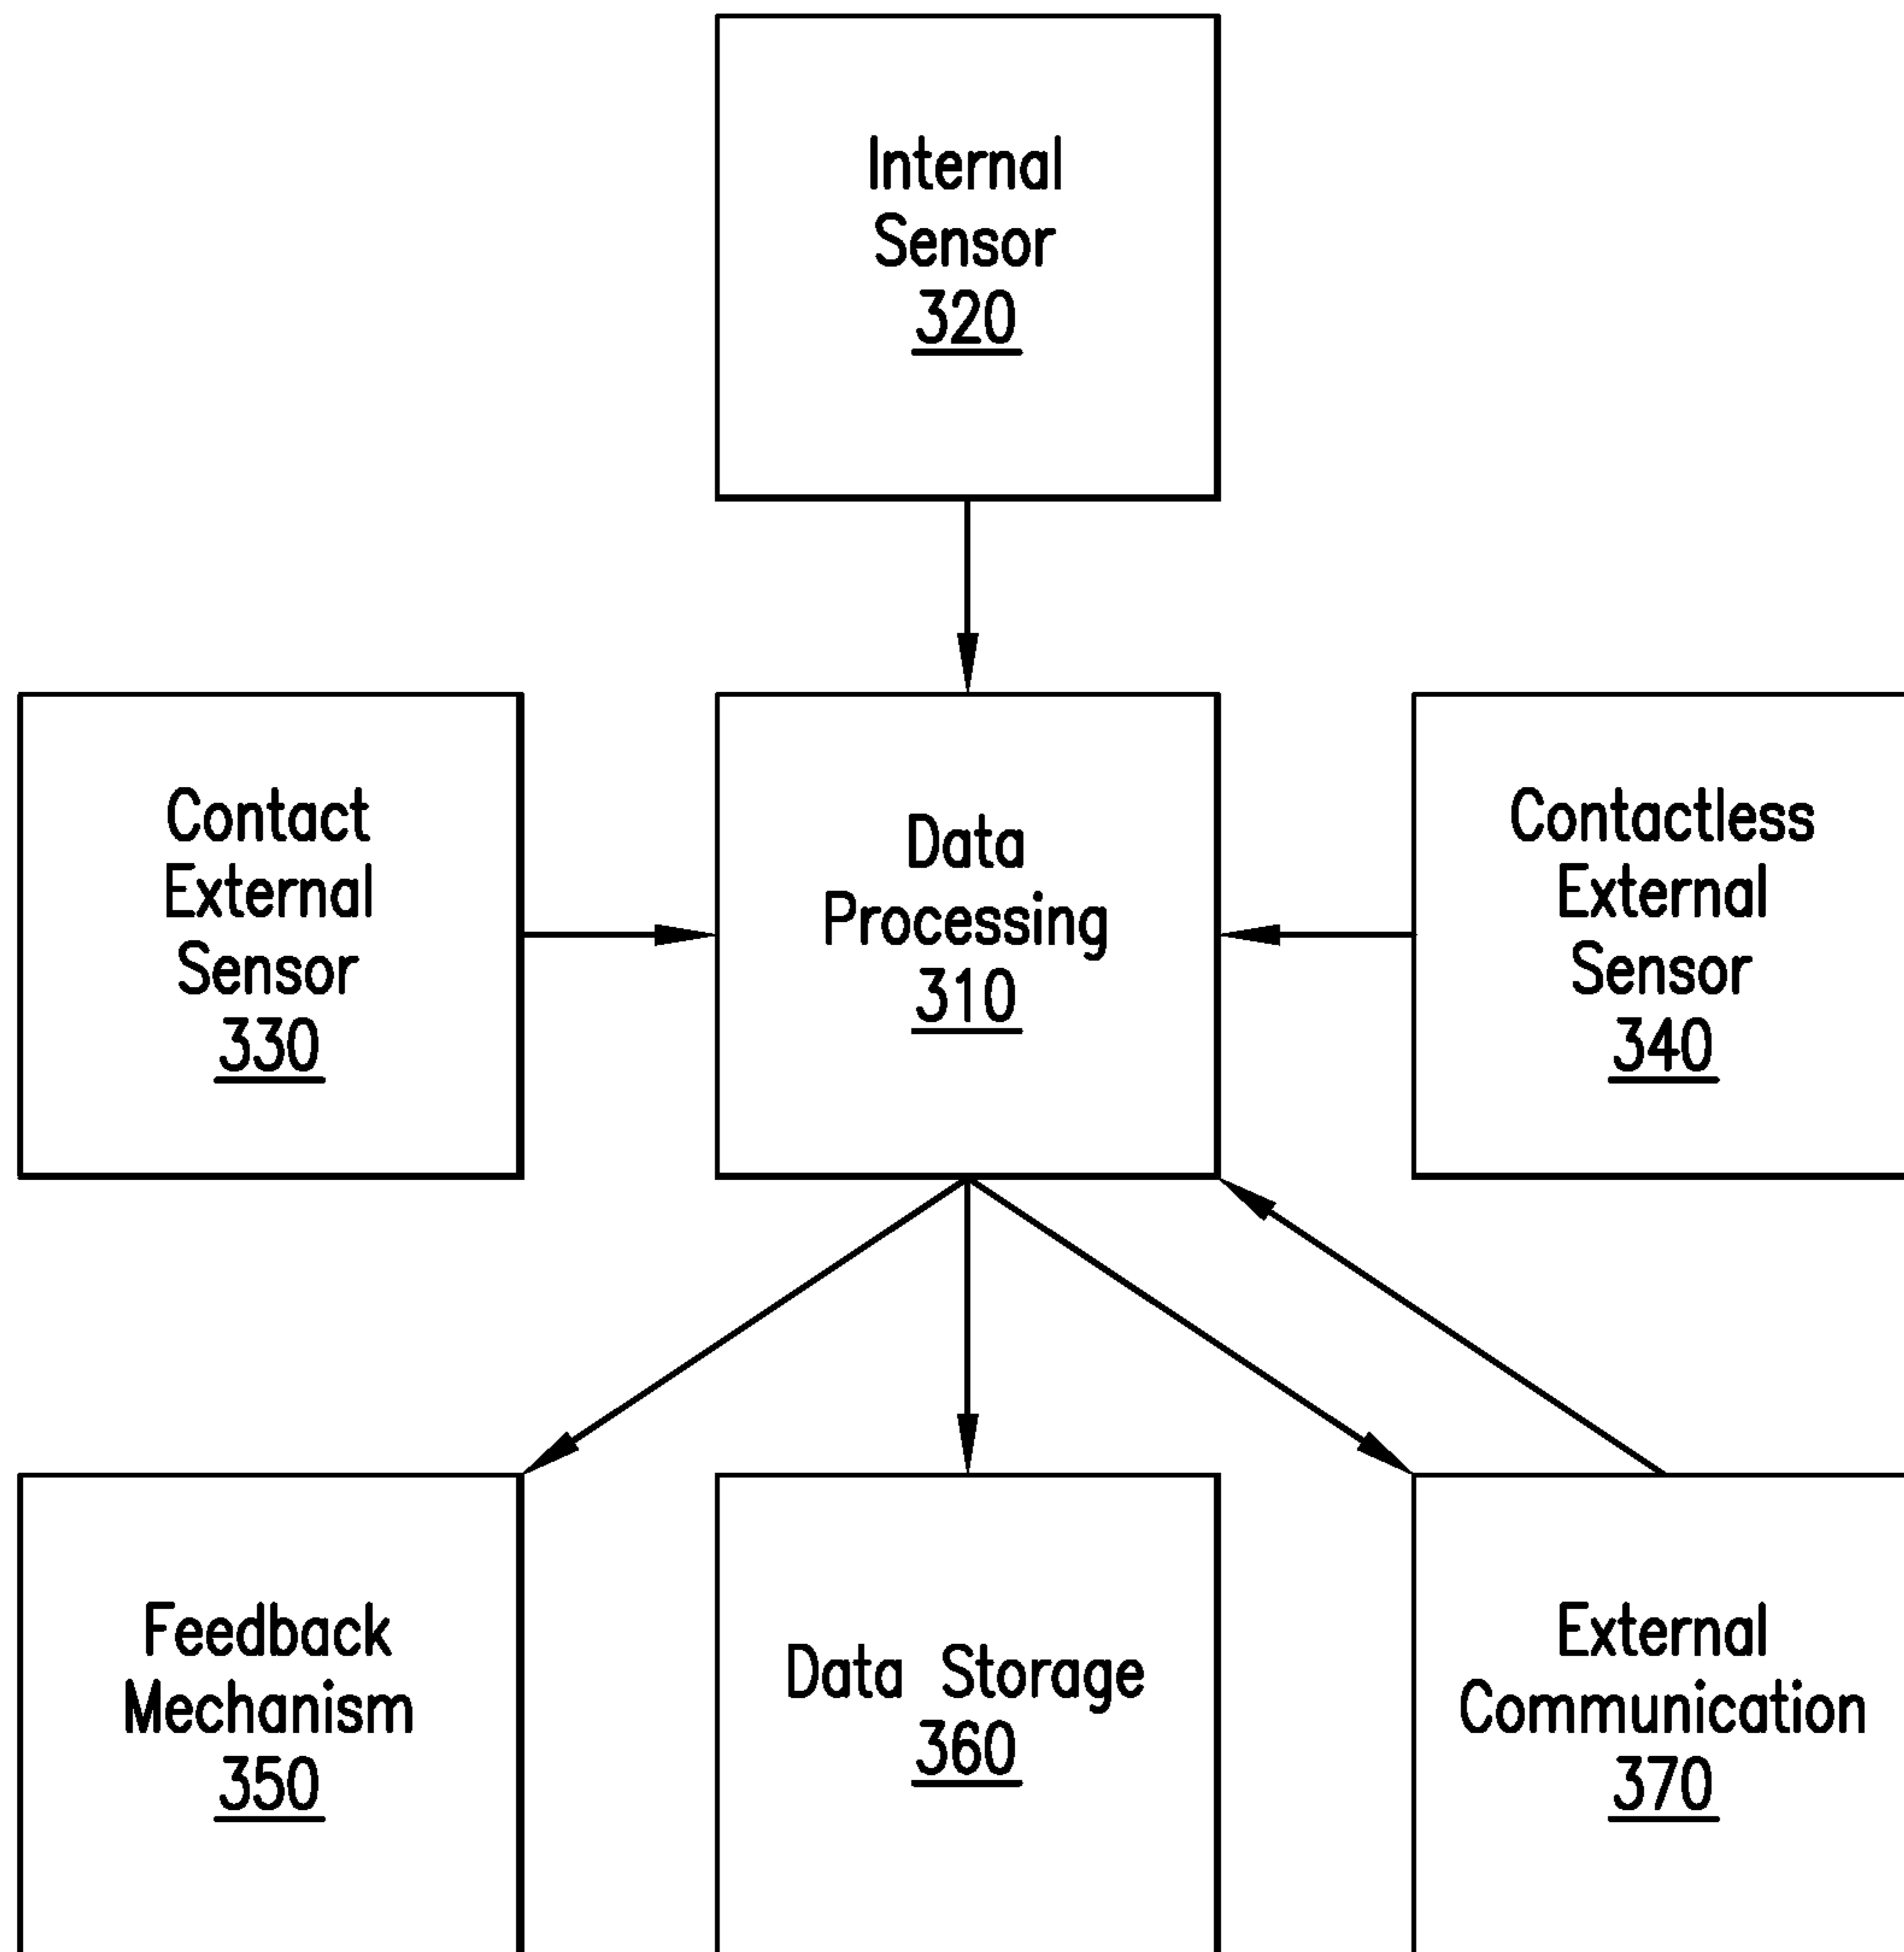 Internal
Sensor
320
Contact
External
Sensor
330
Data
Processing
310
Contactless
External
Sensor
340
Feedback
Mechanism
350
Data Storage
360
External
Communication
370